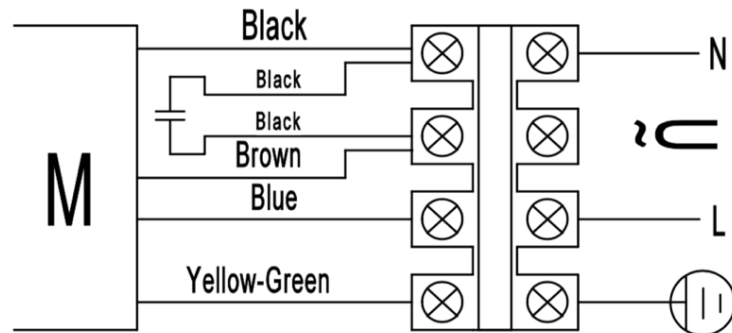 Black
N
Black
Black
~U
Brown
M
Blue
L
Yellow-Green